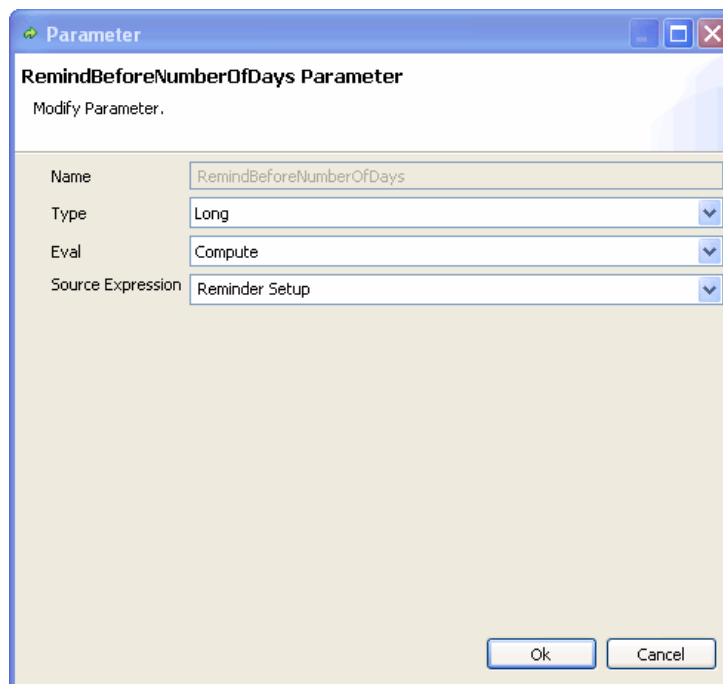 Parameter
RemindBeforeNumberOfDays Parameter
Modify Parameter.
Name RemindBeforeNumberOfDays
Type Long
Eval Compute
Source Expression Reminder Setup
Ok Cancel